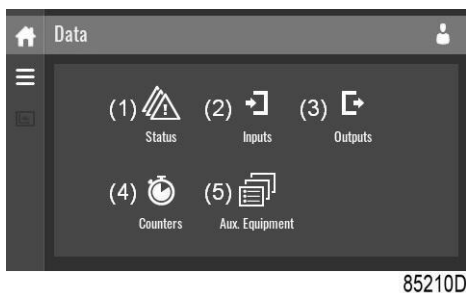 Data
(1) (2) (3)
Status Inputs Outputs
(4) (5)
Counters Aux. Equipment
85210D